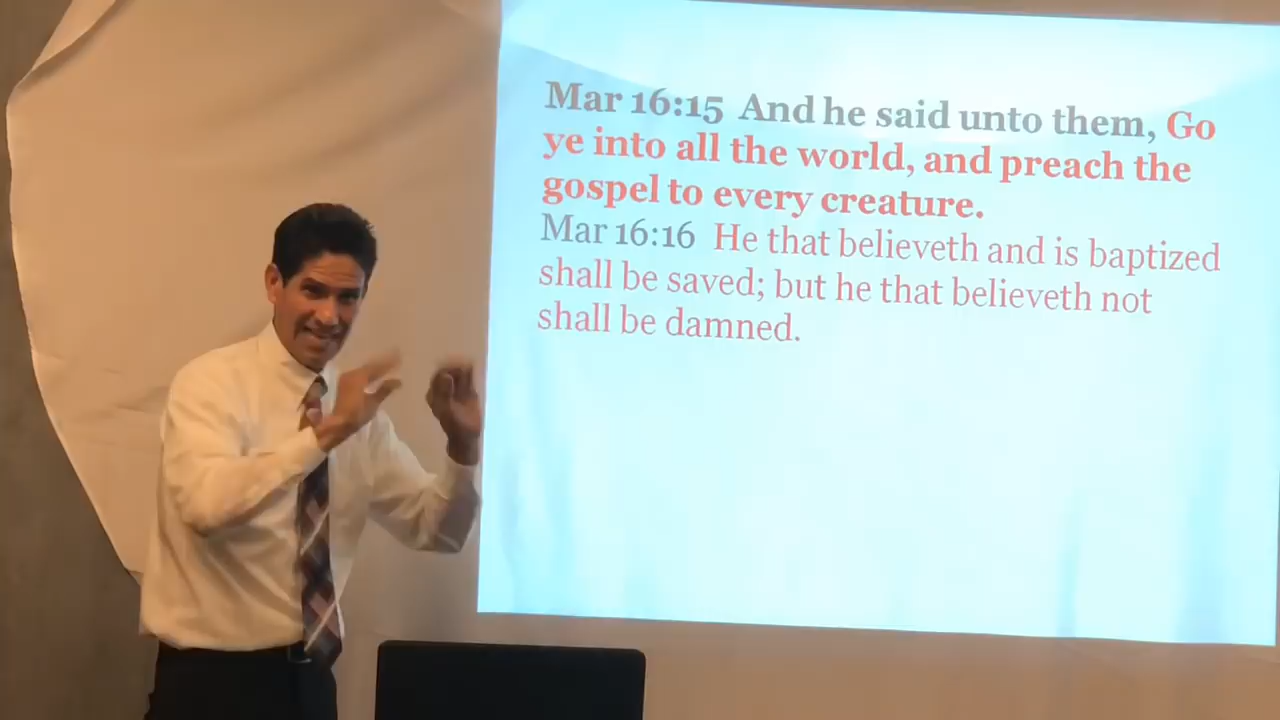 Mar 16:15 And he said unto them, Go
ye into all the world, and preach the
gospel to every creature.
Mar 16:16 He that believeth and is baptized
shall be saved; but he that believeth not
shall be damned.